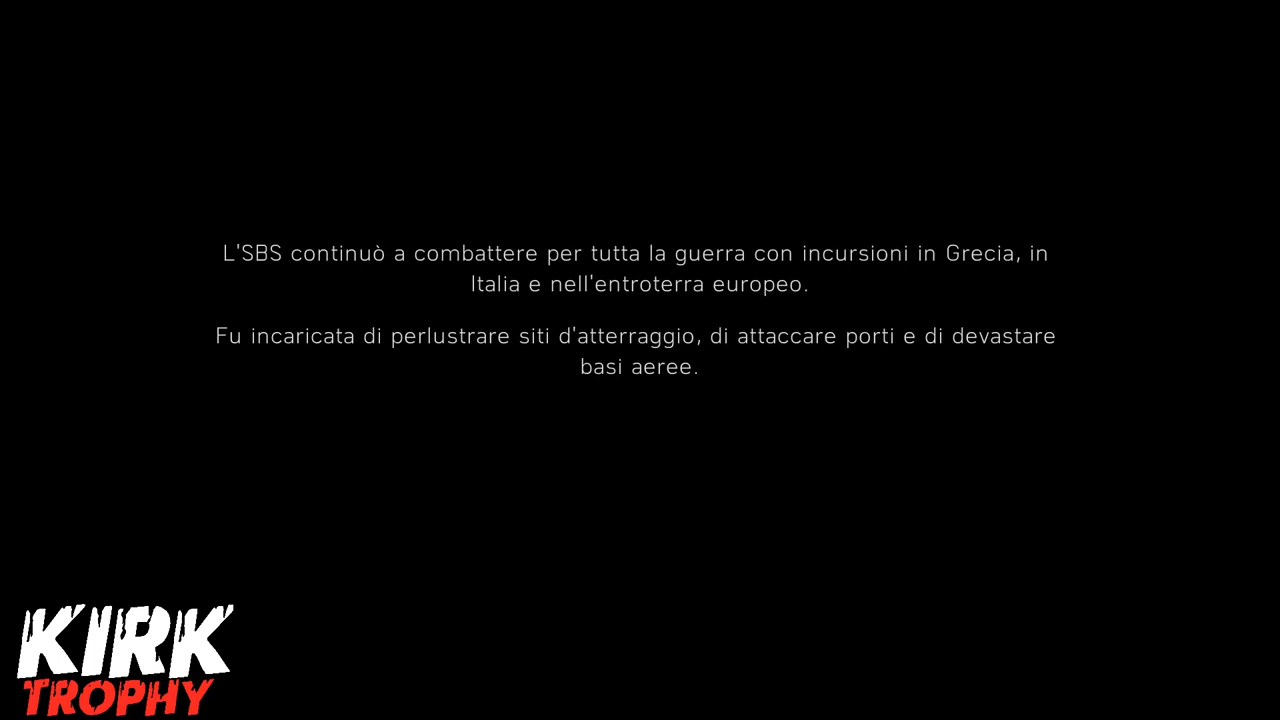 L'SBS continuò a combattere per tutta la guerra con incursioni in Grecia, in
Italia e nell'entroterra europeo.
Fu incaricata di perlustrare siti d'atterraggio, di attaccare porti e di devastare
basi aeree.
KIRK
TROPHY